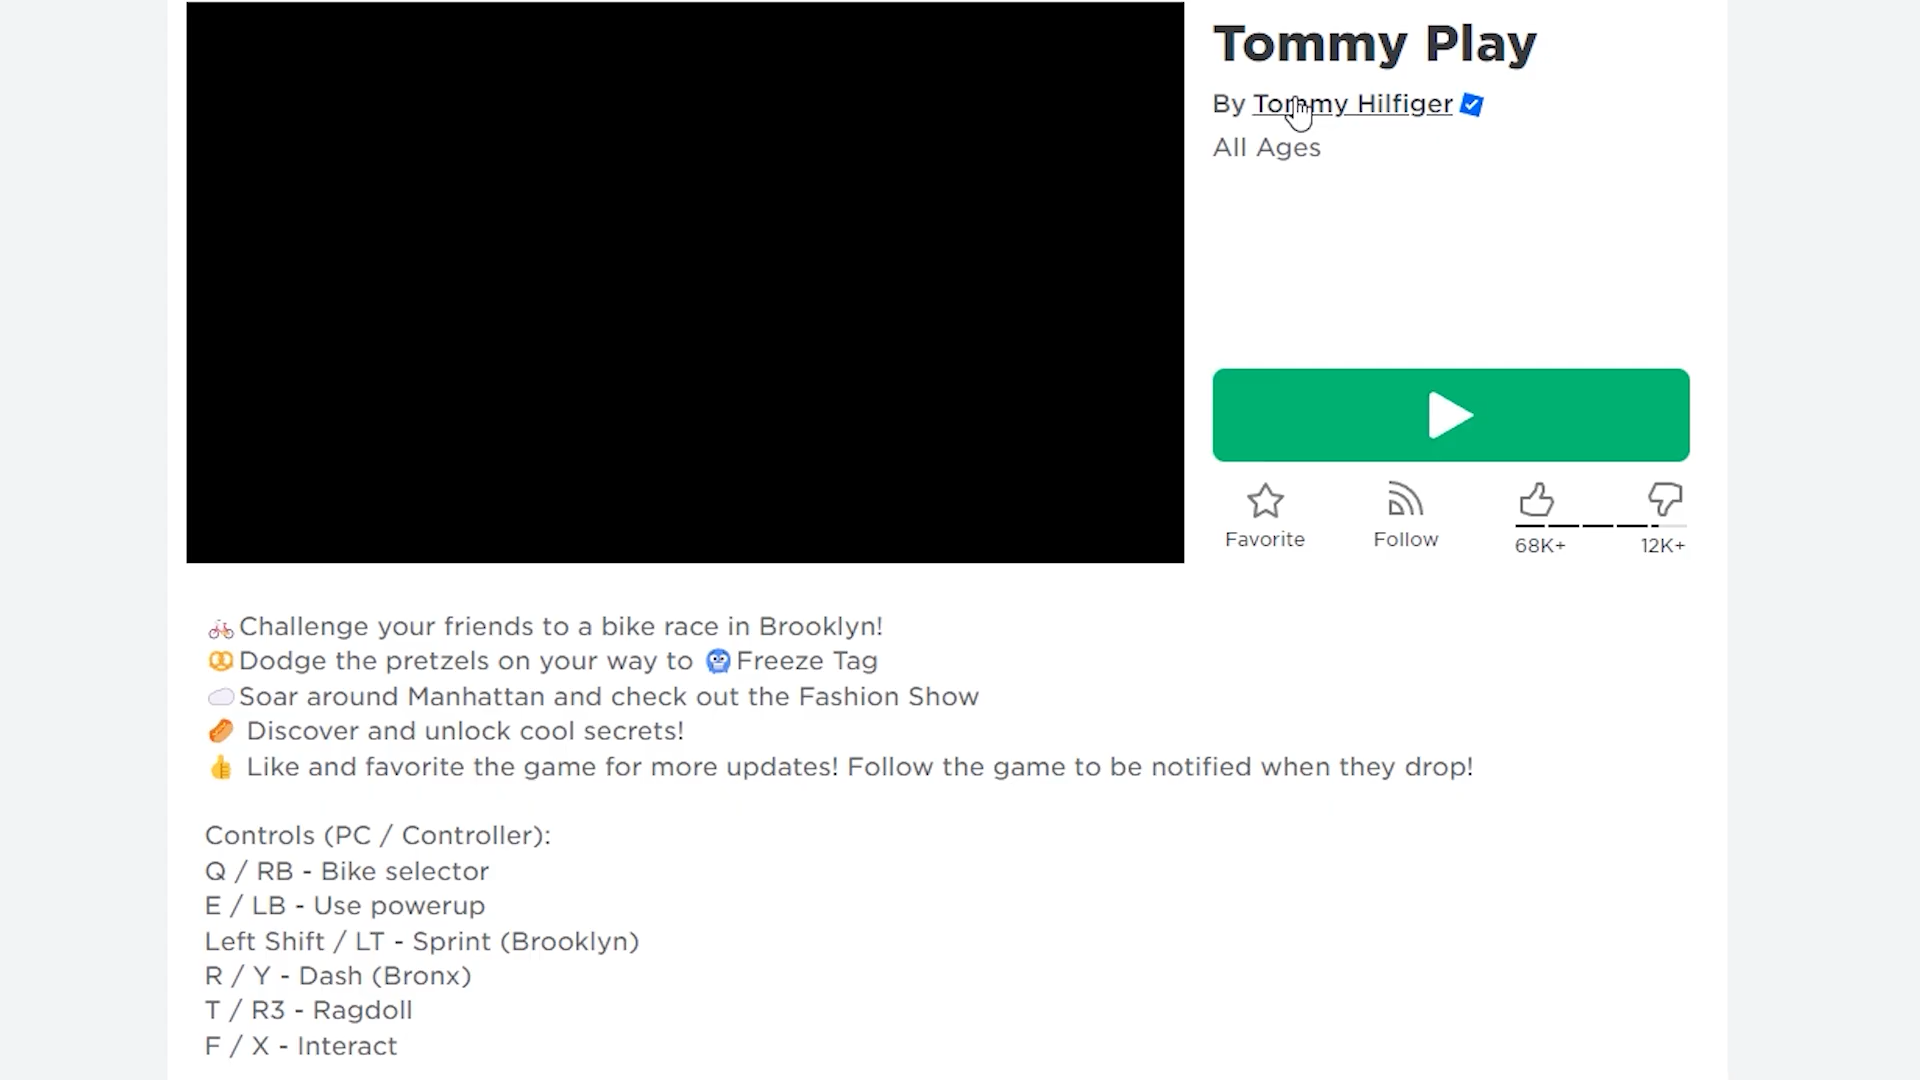 Tommy Play
By Tommy Hilfiger
All Ages
Favorite
Follow
68K+
12K+
🚲Challenge your friends to a bike race in Brooklyn!
🥨Dodge the pretzels on your way to 🥶Freeze Tag
☁️Soar around Manhattan and check out the Fashion Show
🌭 Discover and unlock cool secrets!
👍 Like and favorite the game for more updates! Follow the game to be notified when they drop!
Controls (PC / Controller):
Q / RB - Bike selector
E / LB - Use powerup
Left Shift / LT - Sprint (Brooklyn)
R / Y - Dash (Bronx)
T / R3 - Ragdoll
F / X - Interact